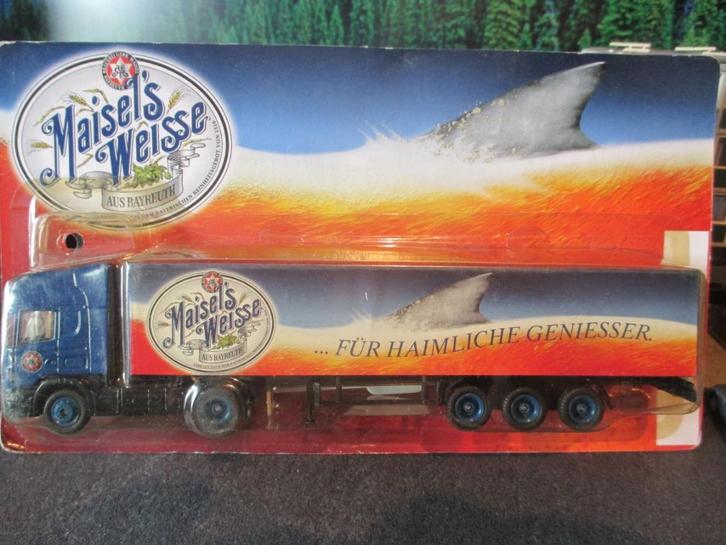 Maisel's
Weisse
AUS BAYREUTH
Maisel's
Weisse
AUS BAYREUTH
... FÜR HAIMLICHE GENIESSER.